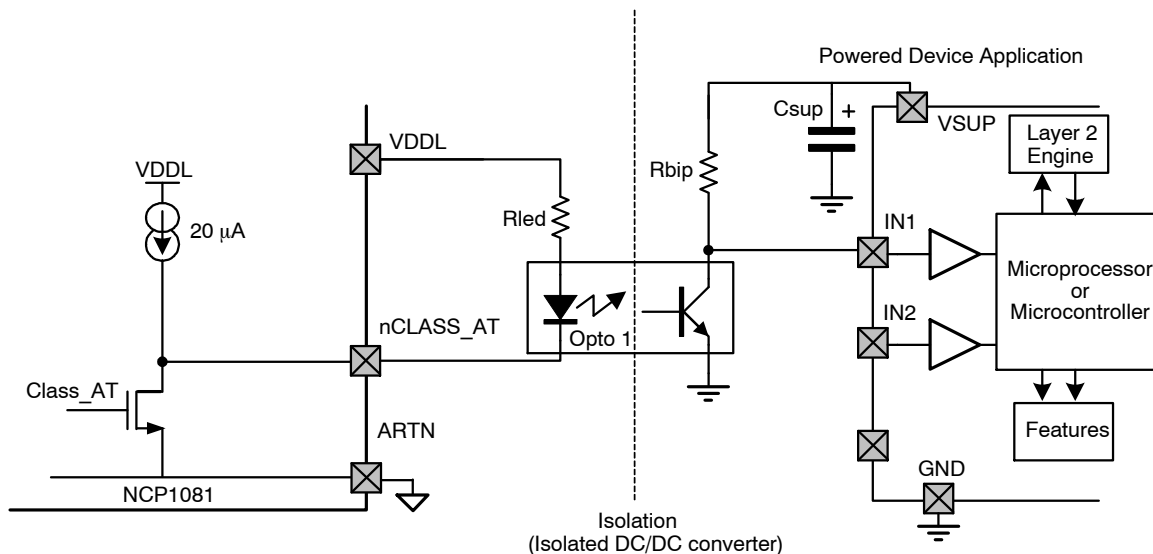 Powered Device Application
Csup
+
VSUP
VDDL
Layer 2
Engine
VDDL
Rbip
20 μA
Rled
IN1
Microprocessor
or
Microcontroller
IN2
nCLASS_AT
Opto 1
Class_AT
ARTN
Features
GND
NCP1081
Isolation
(Isolated DC/DC converter)